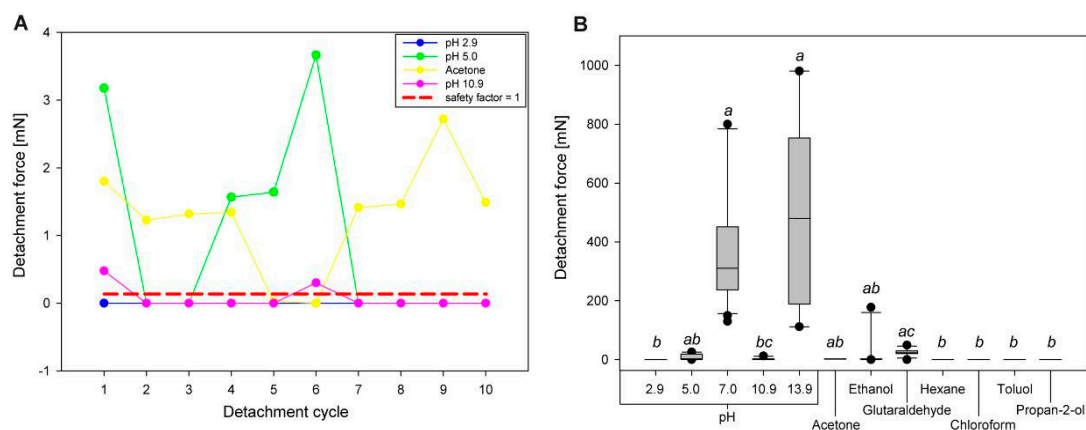 A
Detachment force [mN]
4
3
2
1
0
-1
pH 2.9
pH 5.0
Acetone
pH 10.9
safety factor = 1
1 2 3 4 5 6 7 8 9 10
Detachment cycle
B
Detachment force [mN]
1000
800
600
400
200
0
b ab a bc a ab ab ac b b b b
2.9 5.0 7.0 10.9 13.9 Ethanol Hexane Toluol
pH Glutaraldehyde Propan-2-ol
Acetone Chloroform